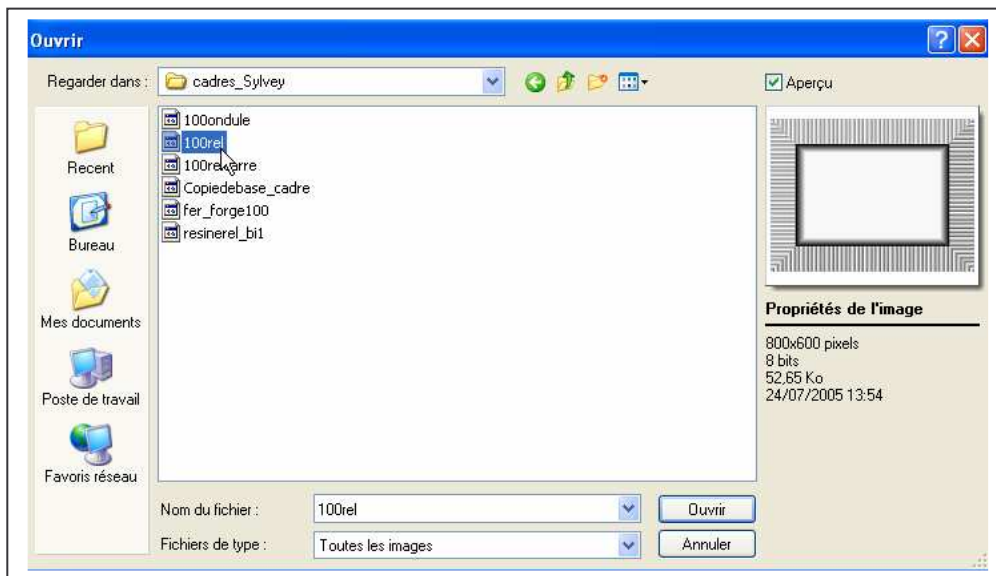 Ouvrir
Regarder dans :
cadres_Sylvey
Aperçu
Recent
Bureau
Mes documents
Poste de travail
Favoris réseau
100ondule
100rel
Copiedebase_cadre
fer_forge100
resinerel_bi1
Propriétés de l'image
800x600 pixels
8 bits
52,65 Ko
24/07/2005 13:54
Nom du fichier :
100rel
Ouvrir
Fichiers de type :
Toutes les images
Annuler